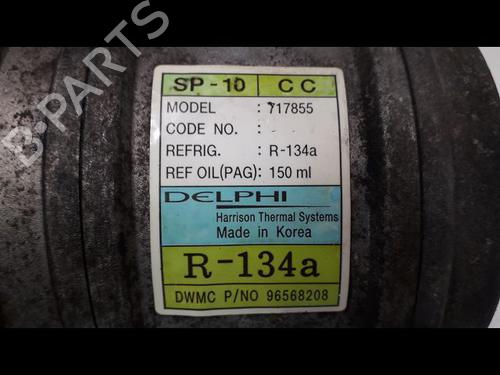 B-PARTS
SP-10 CC
MODEL : 717855
CODE NO. : - -
REFRIG. : R-134a
REF OIL(PAG): 150 ml
DELPHI
Harrison Thermal Systems
Made in Korea
R-134a
DWMC P/NO 96568208